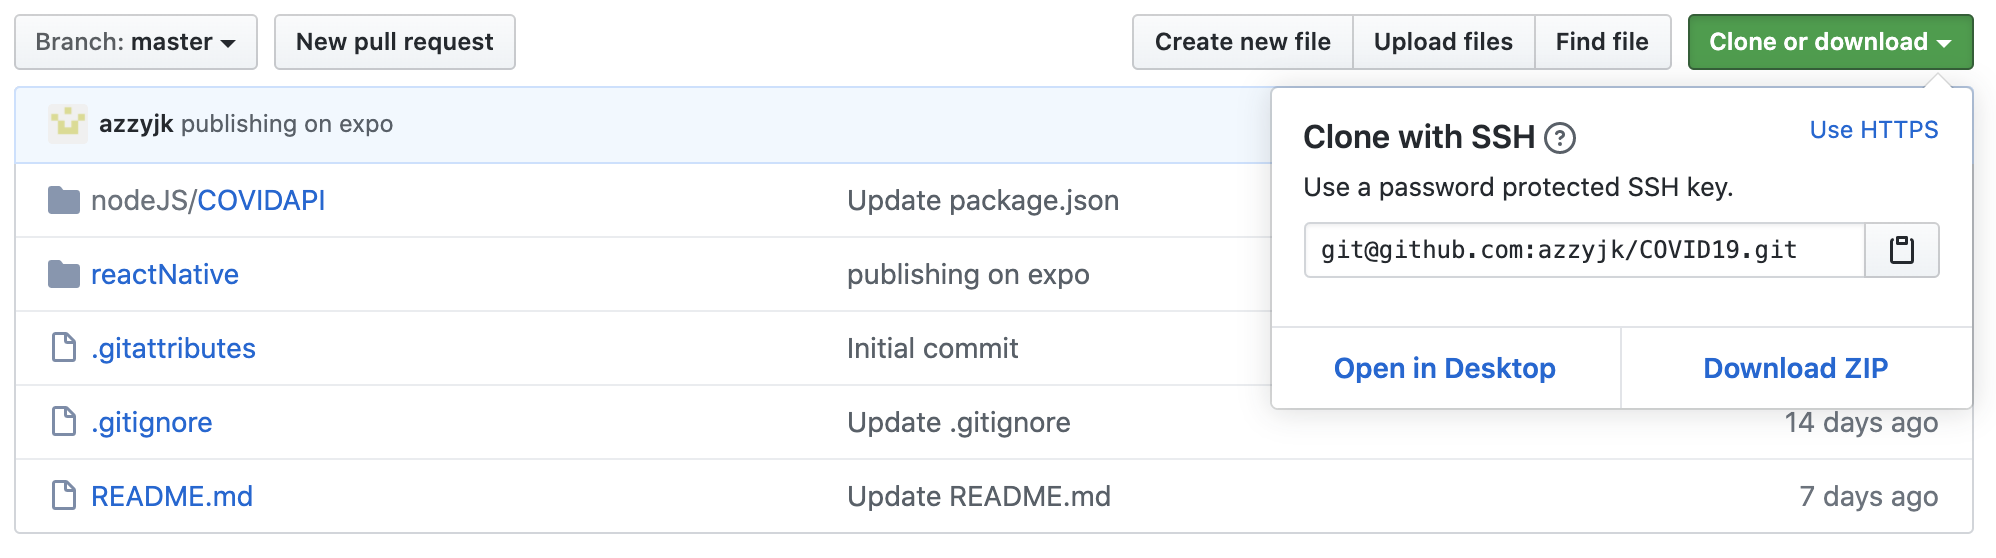 Branch: master
New pull request
Create new file
Upload files
Find file
Clone or download
azzyjk publishing on expo
Clone with SSH ?
Use HTTPS
Use a password protected SSH key.
git@github.com:azzyjk/COVID19.git
Open in Desktop
Download ZIP
nodeJS/COVIDAPI
Update package.json
reactNative
publishing on expo
.gitattributes
Initial commit
.gitignore
Update .gitignore
14 days ago
README.md
Update README.md
7 days ago